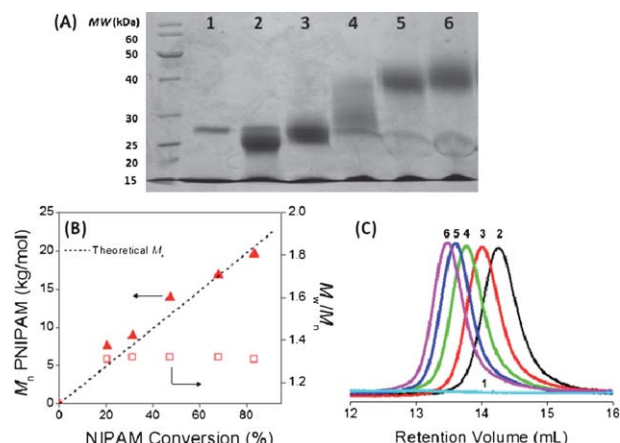 (A) MW (kDa) 1 2 3 4 5 6
60
50
40
30
25
20
15
(B)
Theoretical Mn
25
20
15
10
5
0
Mn PNIPAM (kg/mol)
2.0
1.8
1.6
1.4
1.2
Mw/Mn
0 20 40 60 80 100
NIPAM Conversion (%)
(C)
6 5 4 3 2
1
12 13 14 15 16
Retention Volume (mL)